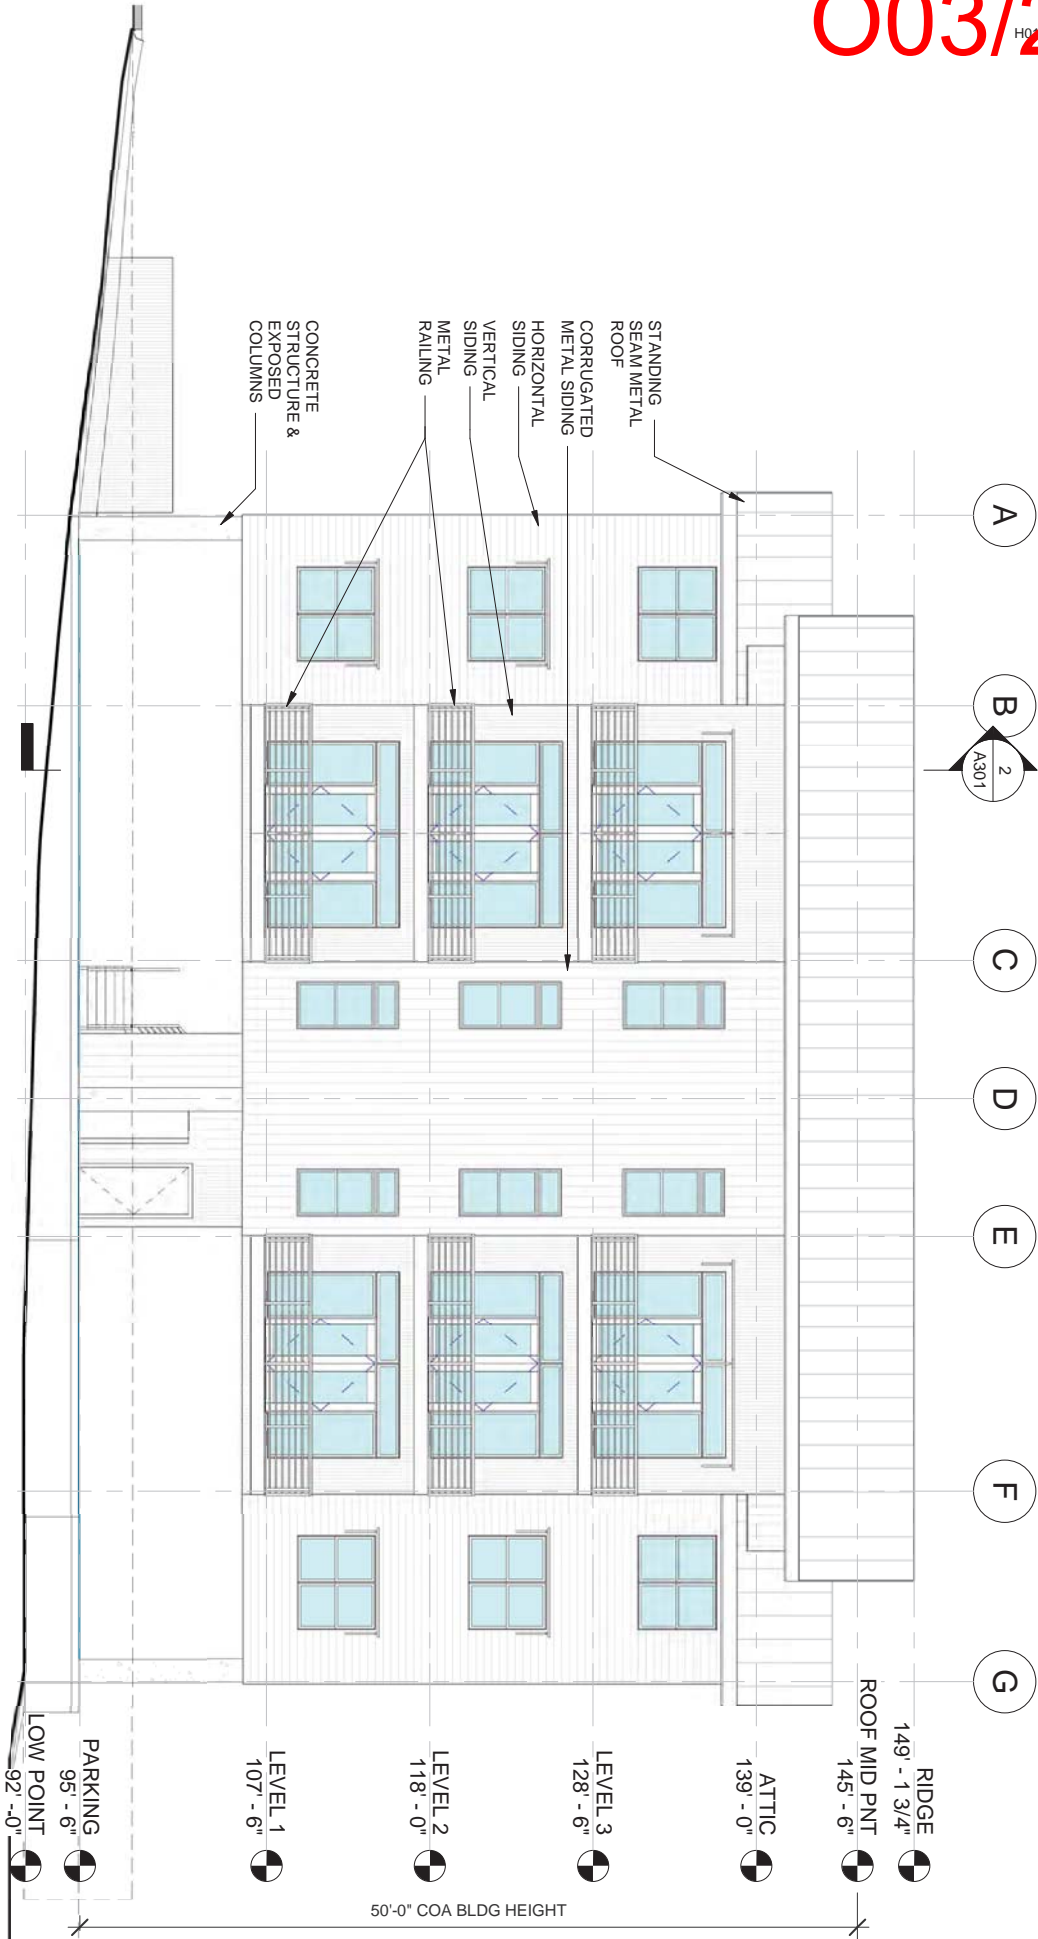 O03/2
A
B
2
A301
C
D
E
F
G
STANDING
SEAM METAL
ROOF
CORRUGATED
METAL SIDING
HORIZONTAL
SIDING
VERTICAL
SIDING
METAL
RAILING
CONCRETE
STRUCTURE &
EXPOSED
COLUMNS
RIDGE
149' - 1 3/4"
ROOF MID PNT
145' - 6"
ATTIC
139' - 0"
LEVEL 3
128' - 6"
LEVEL 2
118' - 0"
LEVEL 1
107' - 6"
PARKING
95' - 6"
LOW POINT
92' - 0"
50'-0" COA BLDG HEIGHT